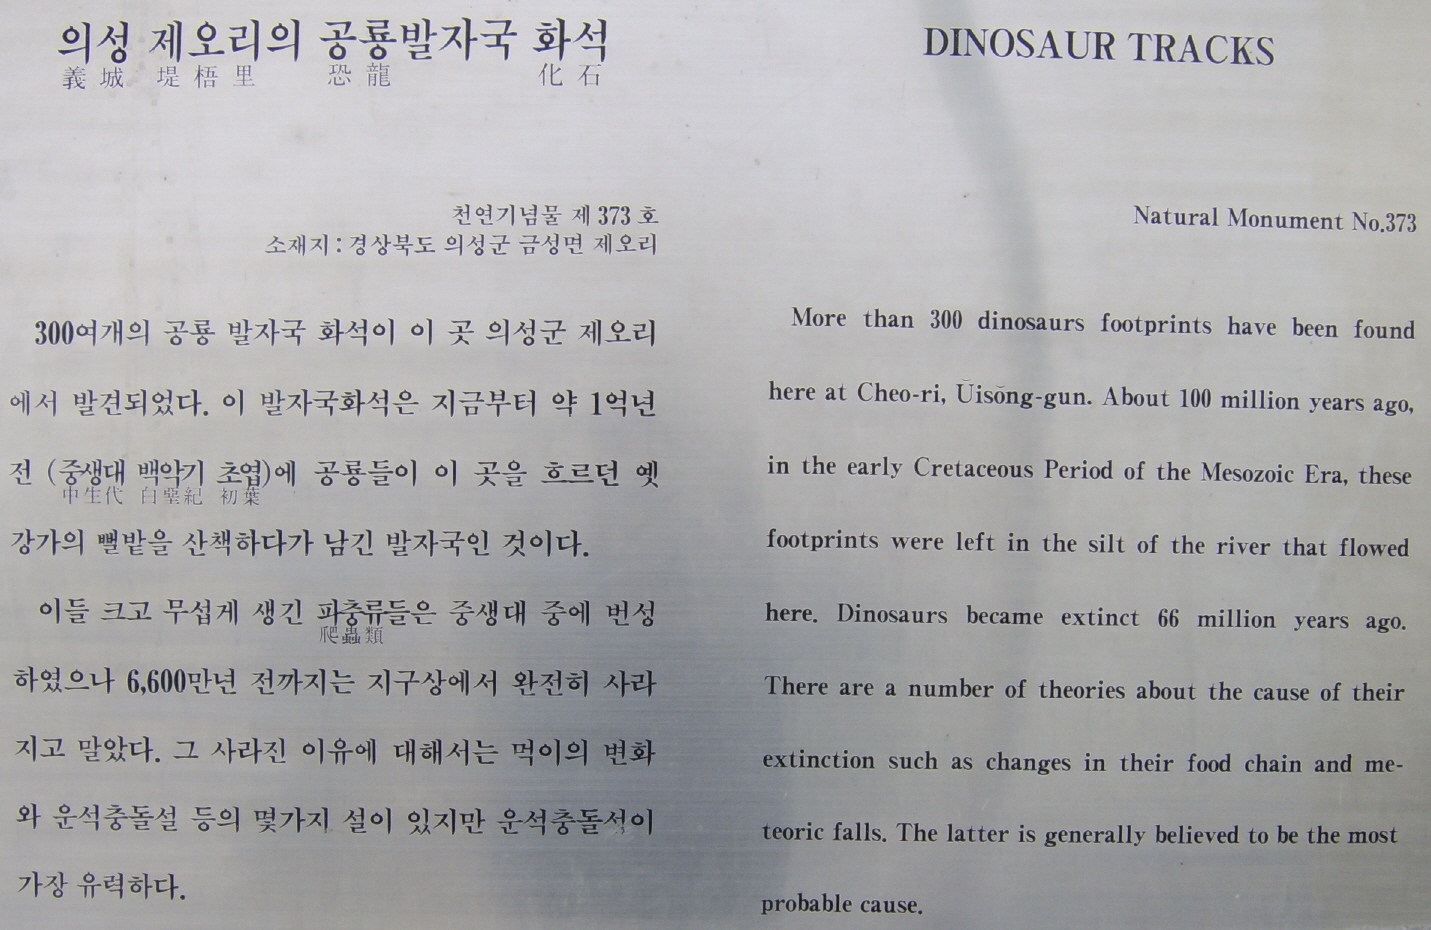 의성 제오리의 공룡발자국 화석
義城 堤梧里 恐龍 化石
천연기념물 제 373 호
소재지 : 경상북도 의성군 금성면 제오리
300여개의 공룡 발자국 화석이 이 곳 의성군 제오리
에서 발견되었다. 이 발자국화석은 지금부터 약 1억년
전 (중생대 백악기 초엽)에 공룡들이 이 곳을 흐르던 옛
中生代 白堊紀 初葉
강가의 뻘밭을 산책하다가 남긴 발자국인 것이다.
이들 크고 무섭게 생긴 파충류들은 중생대 중에 번성
爬蟲類
하였으나 6,600만년 전까지는 지구상에서 완전히 사라
지고 말았다. 그 사라진 이유에 대해서는 먹이의 변화
와 운석충돌설 등의 몇가지 설이 있지만 운석충돌설이
가장 유력하다.
DINOSAUR TRACKS
Natural Monument No.373
More than 300 dinosaurs footprints have been found
here at Cheo-ri, Ŭisŏng-gun. About 100 million years ago,
in the early Cretaceous Period of the Mesozoic Era, these
footprints were left in the silt of the river that flowed
here. Dinosaurs became extinct 66 million years ago.
There are a number of theories about the cause of their
extinction such as changes in their food chain and me-
teoric falls. The latter is generally believed to be the most
probable cause.